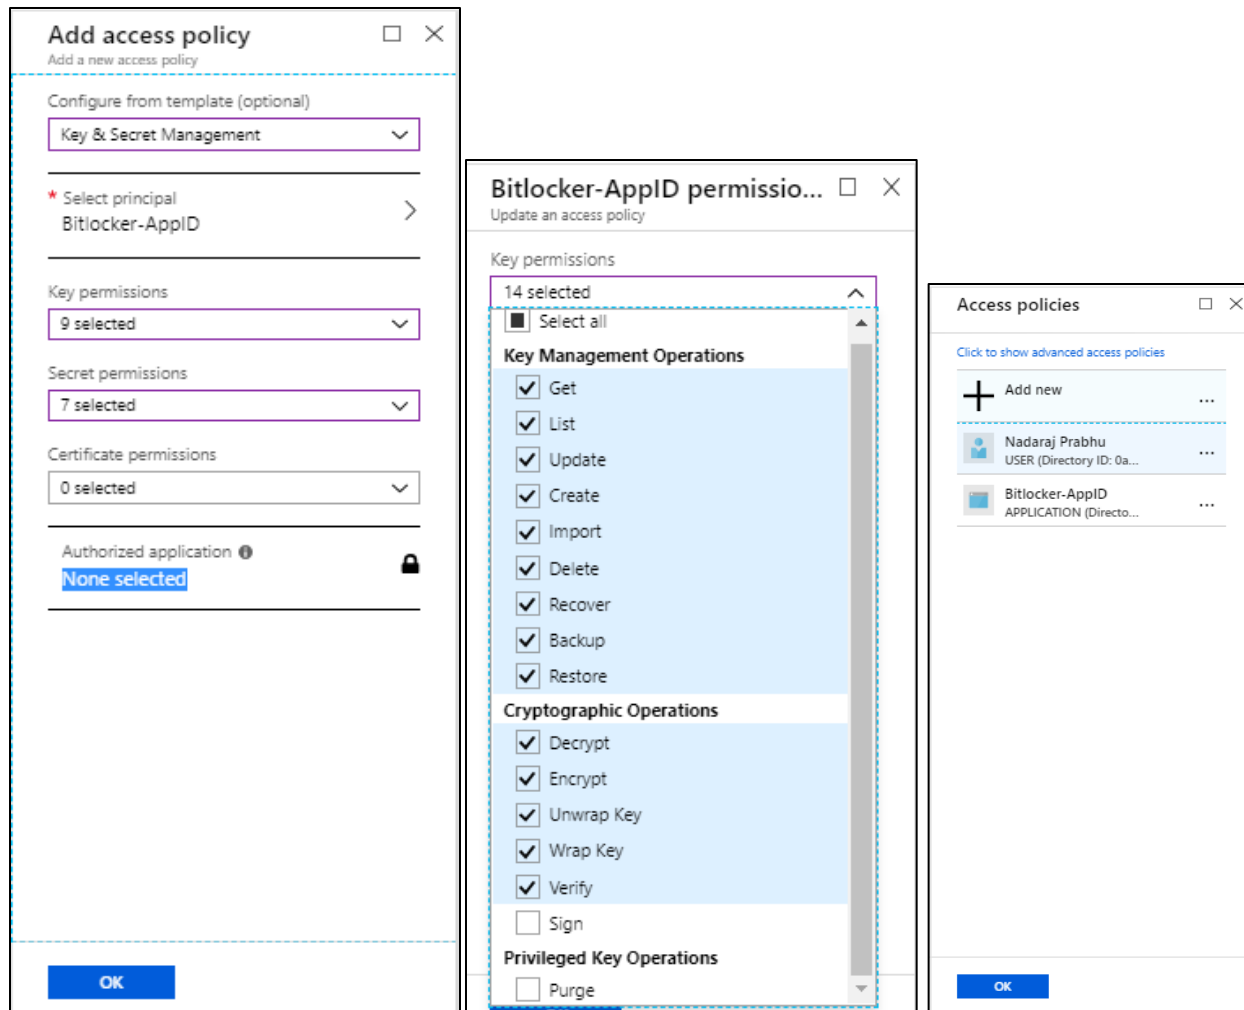 Add access policy
Add a new access policy
Configure from template (optional)
Key & Secret Management
* Select principal
Bitlocker-AppID
Key permissions
9 selected
Secret permissions
7 selected
Certificate permissions
0 selected
Authorized application
None selected
OK
Bitlocker-AppID permissio...
Update an access policy
Key permissions
14 selected
Select all
Key Management Operations
Get
List
Update
Create
Import
Delete
Recover
Backup
Restore
Cryptographic Operations
Decrypt
Encrypt
Unwrap Key
Wrap Key
Verify
Sign
Privileged Key Operations
Purge
Access policies
Click to show advanced access policies
Add new
Nadaraj Prabhu
USER (Directory ID: 0a...
Bitlocker-AppID
APPLICATION (Directo...
OK